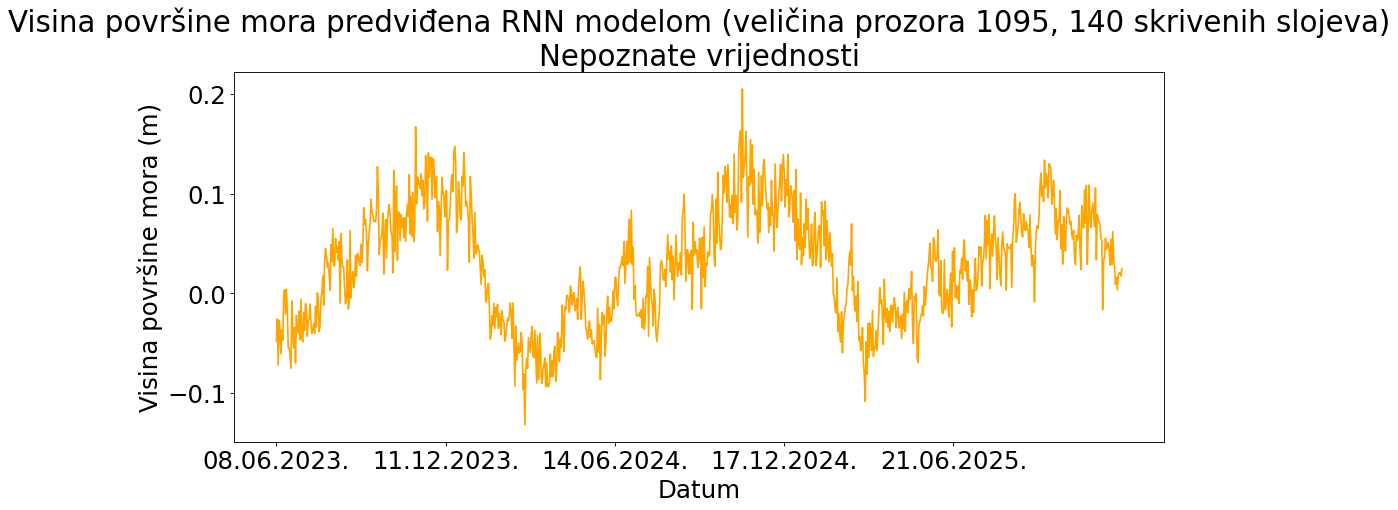 Visina površine mora predviđena RNN modelom (veličina prozora 1095, 140 skrivenih slojeva)
Nepoznate vrijednosti
Visina površine mora (m)
0.2
0.1
0.0
−0.1
08.06.2023. 11.12.2023. 14.06.2024. 17.12.2024. 21.06.2025.
Datum